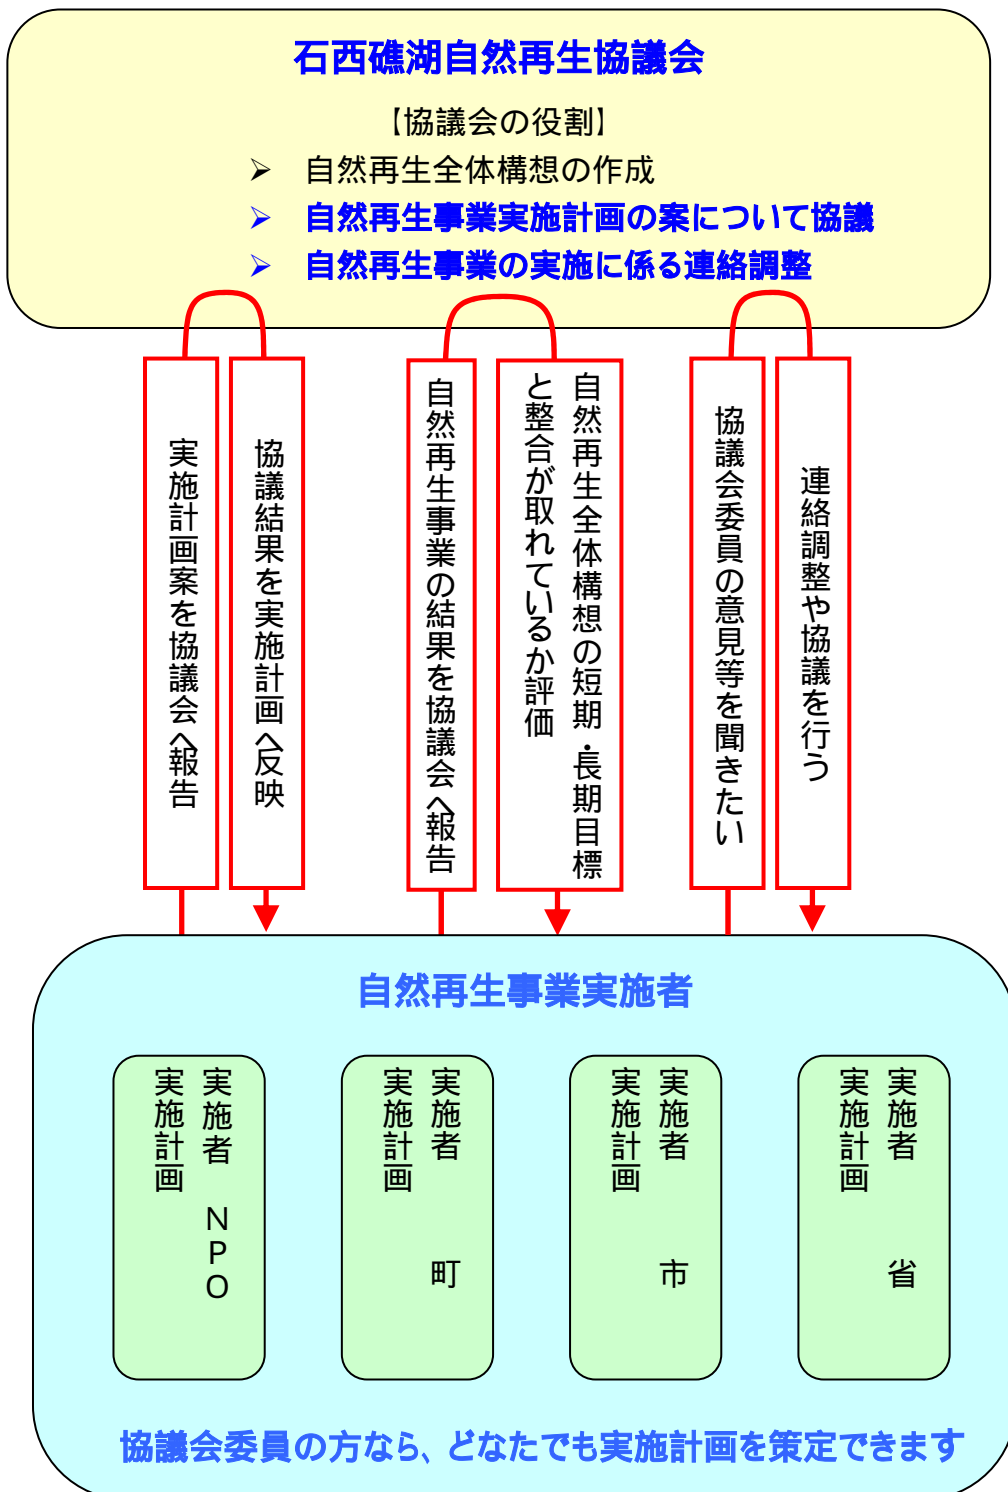 石西礁湖自然再生協議会
【協議会の役割】
➢ 自然再生全体構想の作成
➢ 自然再生事業実施計画の案について協議
➢ 自然再生事業の実施に係る連絡調整
実施計画案を協議会へ報告
協議結果を実施計画へ反映
自然再生事業の結果を協議会へ報告
自然再生全体構想の短期・長期目標
と整合が取れているか評価
協議会委員の意見等を聞きたい
連絡調整や協議を行う
自然再生事業実施者
実施者 NPO
実施計画
実施者 町
実施計画
実施者 市
実施計画
実施者 省
実施計画
協議会委員の方なら、どなたでも実施計画を策定できます